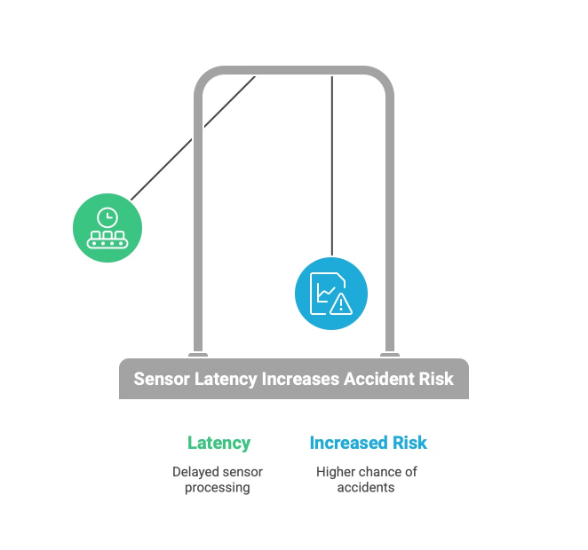 Sensor Latency Increases Accident Risk
Latency
Delayed sensor
processing
Increased Risk
Higher chance of
accidents